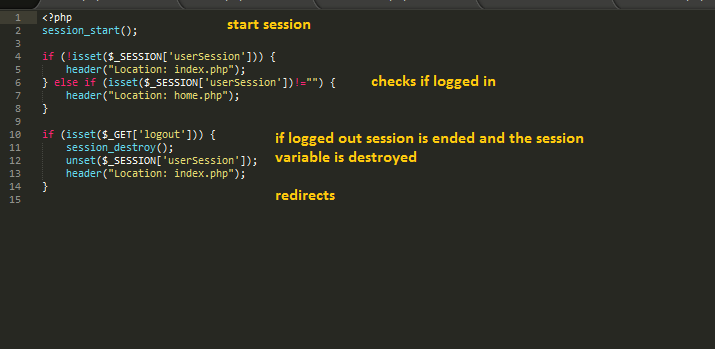 1 <?php
2 session_start(); start session
3
4 if (!isset($_SESSION['userSession'])) {
5 header("Location: index.php");
6 } else if (isset($_SESSION['userSession'])!="") { checks if logged in
7 header("Location: home.php");
8 }
9
10 if (isset($_GET['logout'])) { if logged out session is ended and the session
11 session_destroy(); variable is destroyed
12 unset($_SESSION['userSession']);
13 header("Location: index.php");
14 } redirects
15